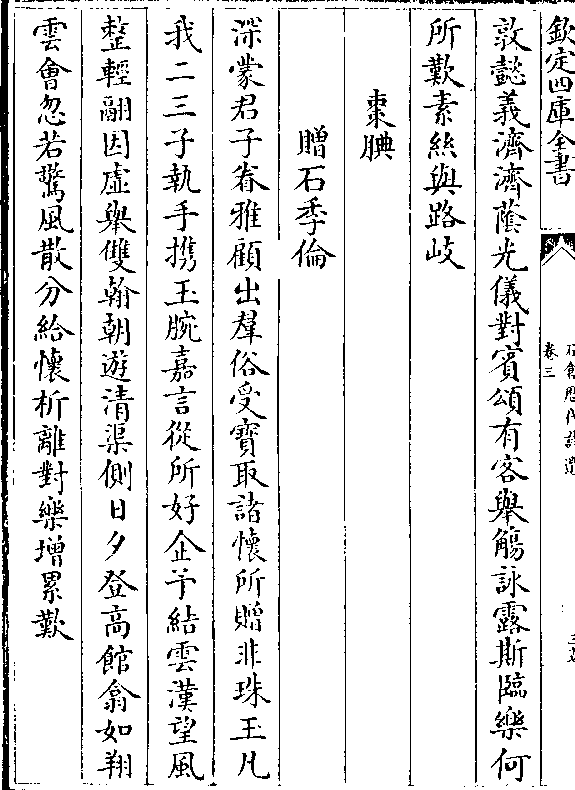 欽定四庫全書
石倉歷代詩選
卷三
敦懿義濟濟蔭光儀對賓頌有客舉觴詠露斯臨樂何
所歎素絲與路岐
棗腆
贈石季倫
深蒙君子眷雅顧出羣俗受寳取諸懷所贈非珠玉凡
我二三子執手攜玉腕嘉言從所好企予結雲漢望風
整輕翮因虛舉雙翰朝遊清渠側日夕登高館翕如翔
雲會忽若驚風散分給懷析離對樂增累歎